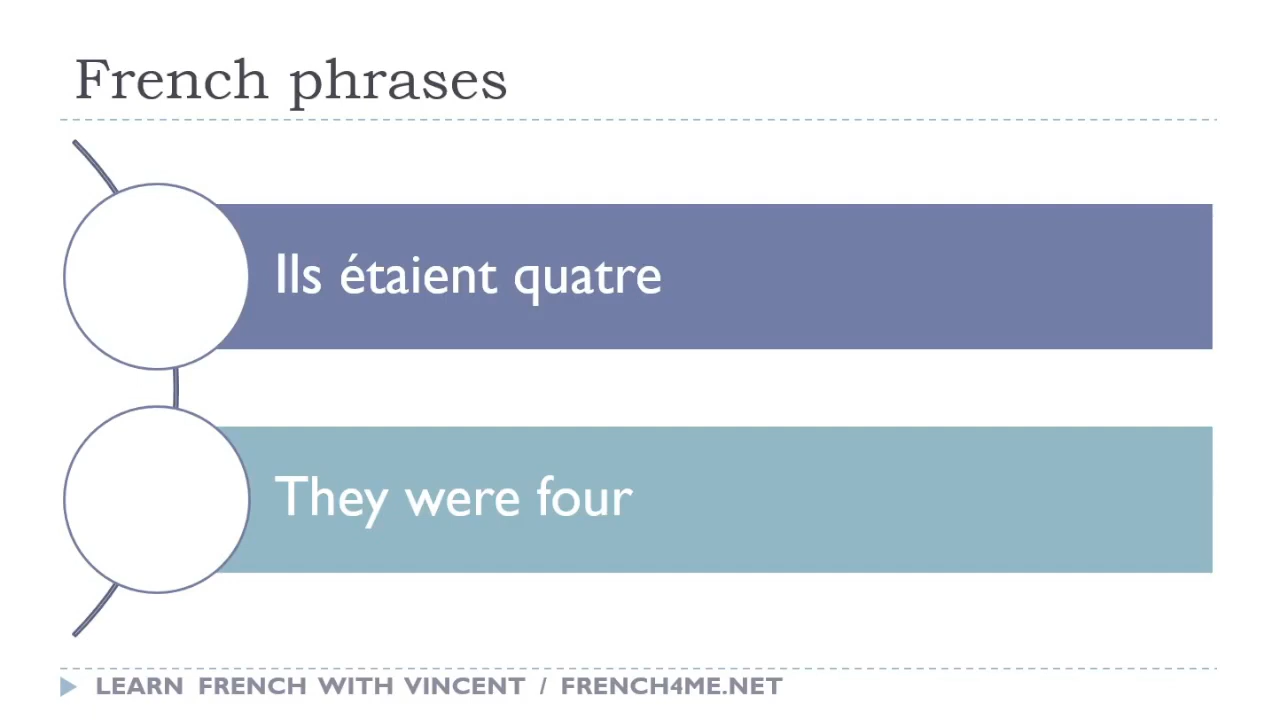 French phrases
Ils étaient quatre
They were four
LEARN FRENCH WITH VINCENT / FRENCH4ME.NET